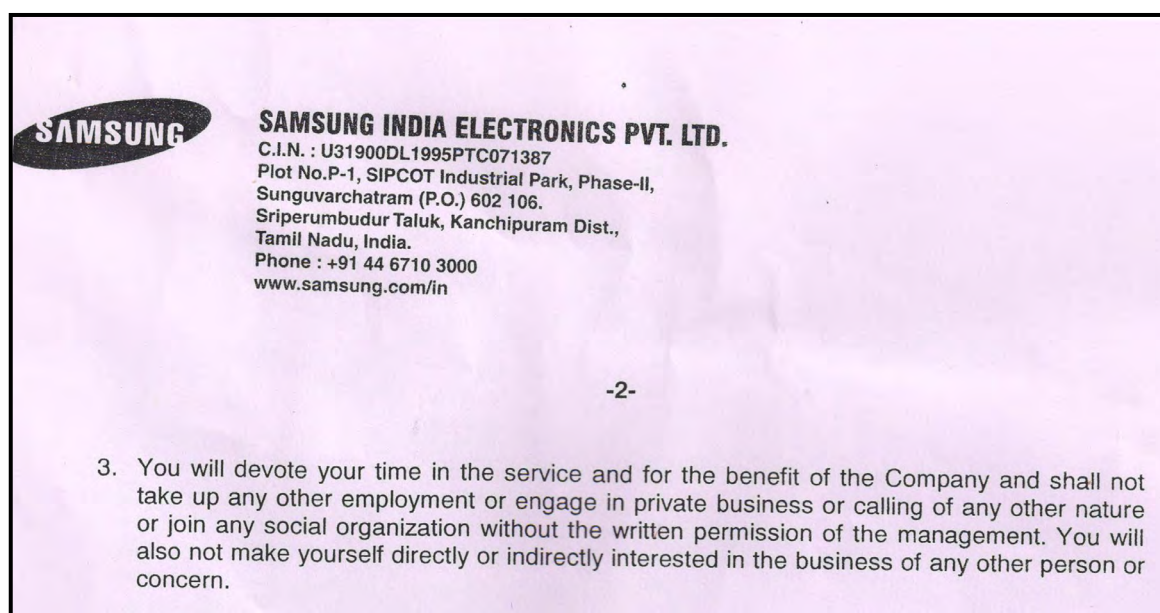 SAMSUNG
SAMSUNG INDIA ELECTRONICS PVT. LTD.
C.I.N. : U31900DL1995PTC071387
Plot No.P-1, SIPCOT Industrial Park, Phase-II,
Sunguvarchatram (P.O.) 602 106.
Sriperumbudur Taluk, Kanchipuram Dist.,
Tamil Nadu, India.
Phone : +91 44 6710 3000
www.samsung.com/in
-2-
3. You will devote your time in the service and for the benefit of the Company and shall not
take up any other employment or engage in private business or calling of any other nature
or join any social organization without the written permission of the management. You will
also not make yourself directly or indirectly interested in the business of any other person or
concern.